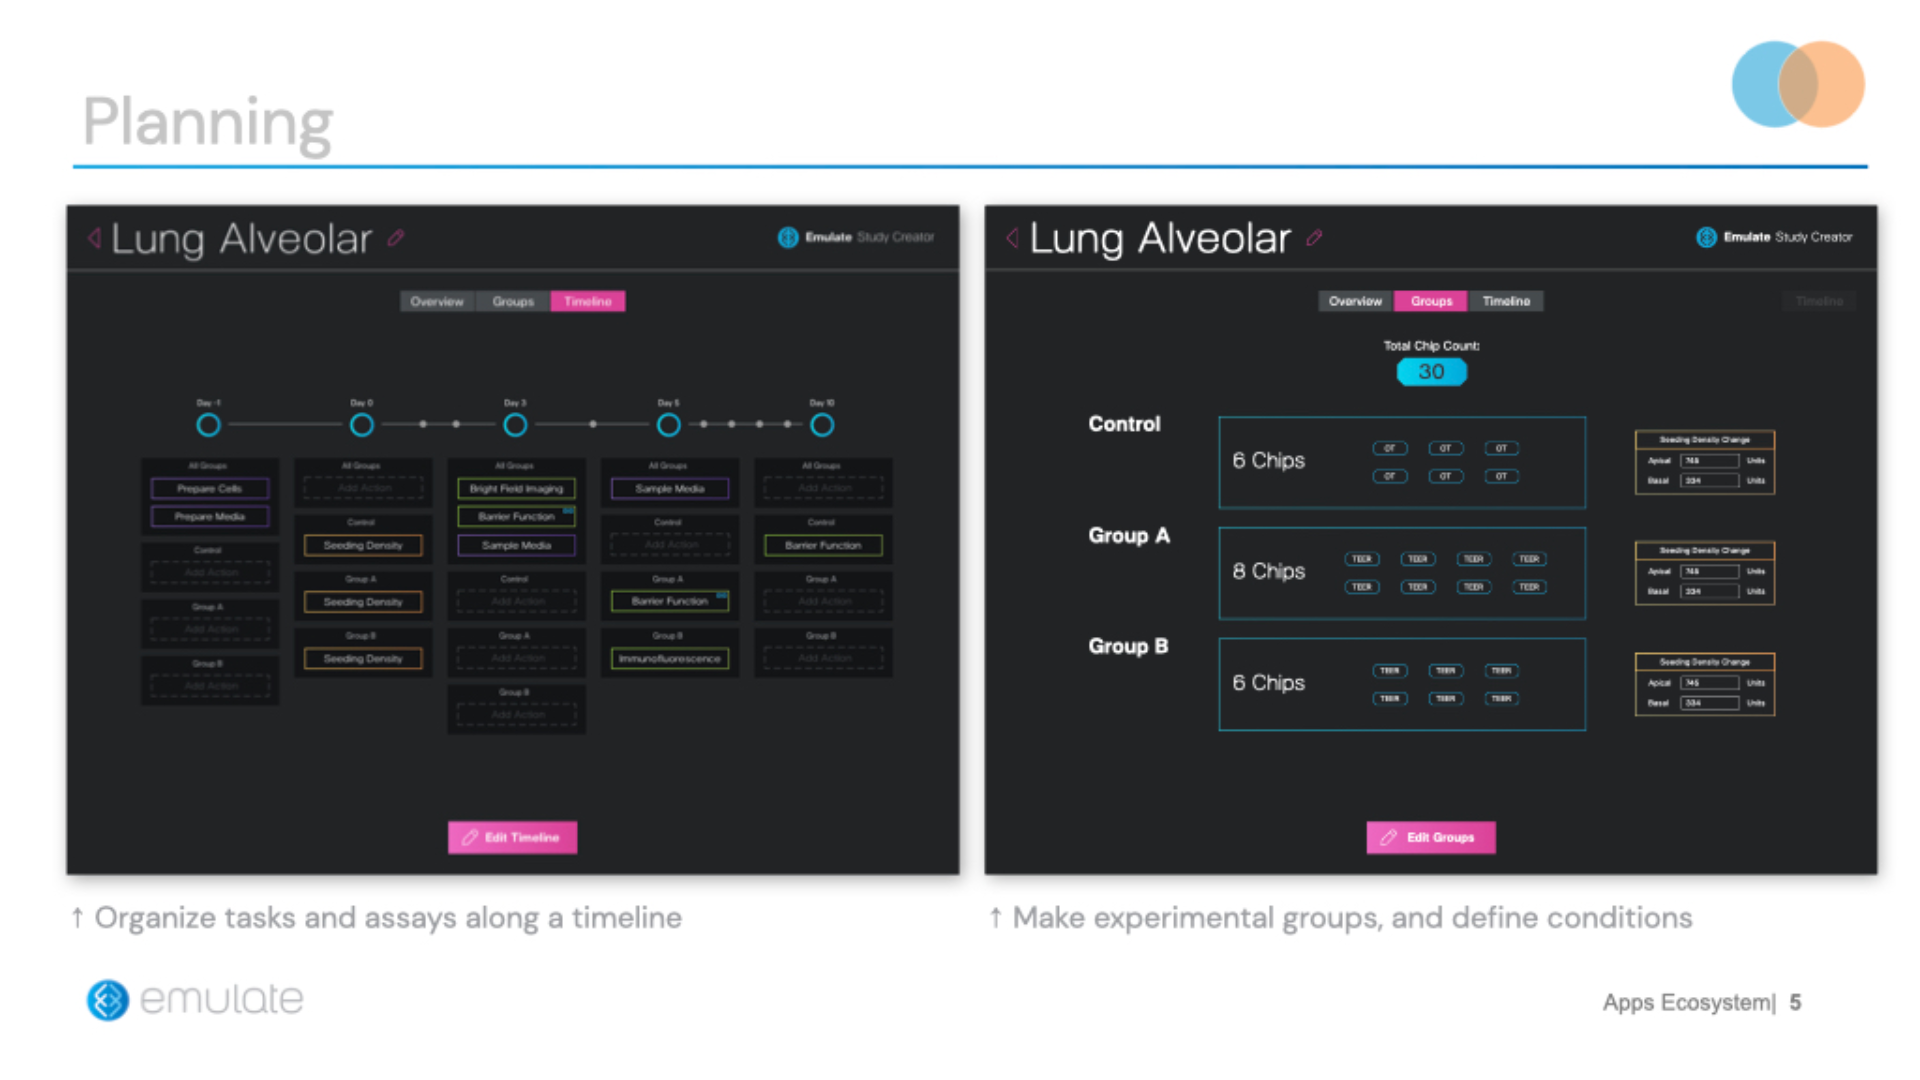 Planning
Lung Alveolar
Emulate Study Creator
Overview Groups Timeline
Day -1 Day 0 Day 3 Day 5 Day 10
All Groups
Prepare Cells
Prepare Media
Control
Add Action
Group A
Add Action
Group B
Add Action
All Groups
Add Action
Control
Seeding Density
Group A
Seeding Density
Group B
Seeding Density
All Groups
Bright Field Imaging
Barrier Function
Sample Media
Control
Add Action
Group A
Add Action
Group B
Add Action
All Groups
Sample Media
Control
Add Action
Group A
Barrier Function
Group B
Immunofluorescence
All Groups
Add Action
Control
Barrier Function
Group A
Add Action
Group B
Add Action
Edit Timeline
↑ Organize tasks and assays along a timeline
Lung Alveolar
Emulate Study Creator
Overview Groups Timeline
Timeline
Total Chip Count:
30
Control
6 Chips
Seeding Density Change
Apical 745 Units
Basal 334 Units
Group A
8 Chips
TEER TEER TEER TEER
TEER TEER TEER TEER
Seeding Density Change
Apical 745 Units
Basal 334 Units
Group B
6 Chips
TEER TEER TEER
TEER TEER TEER
Seeding Density Change
Apical 745 Units
Basal 334 Units
Edit Groups
↑ Make experimental groups, and define conditions
emulate
Apps Ecosystem| 5